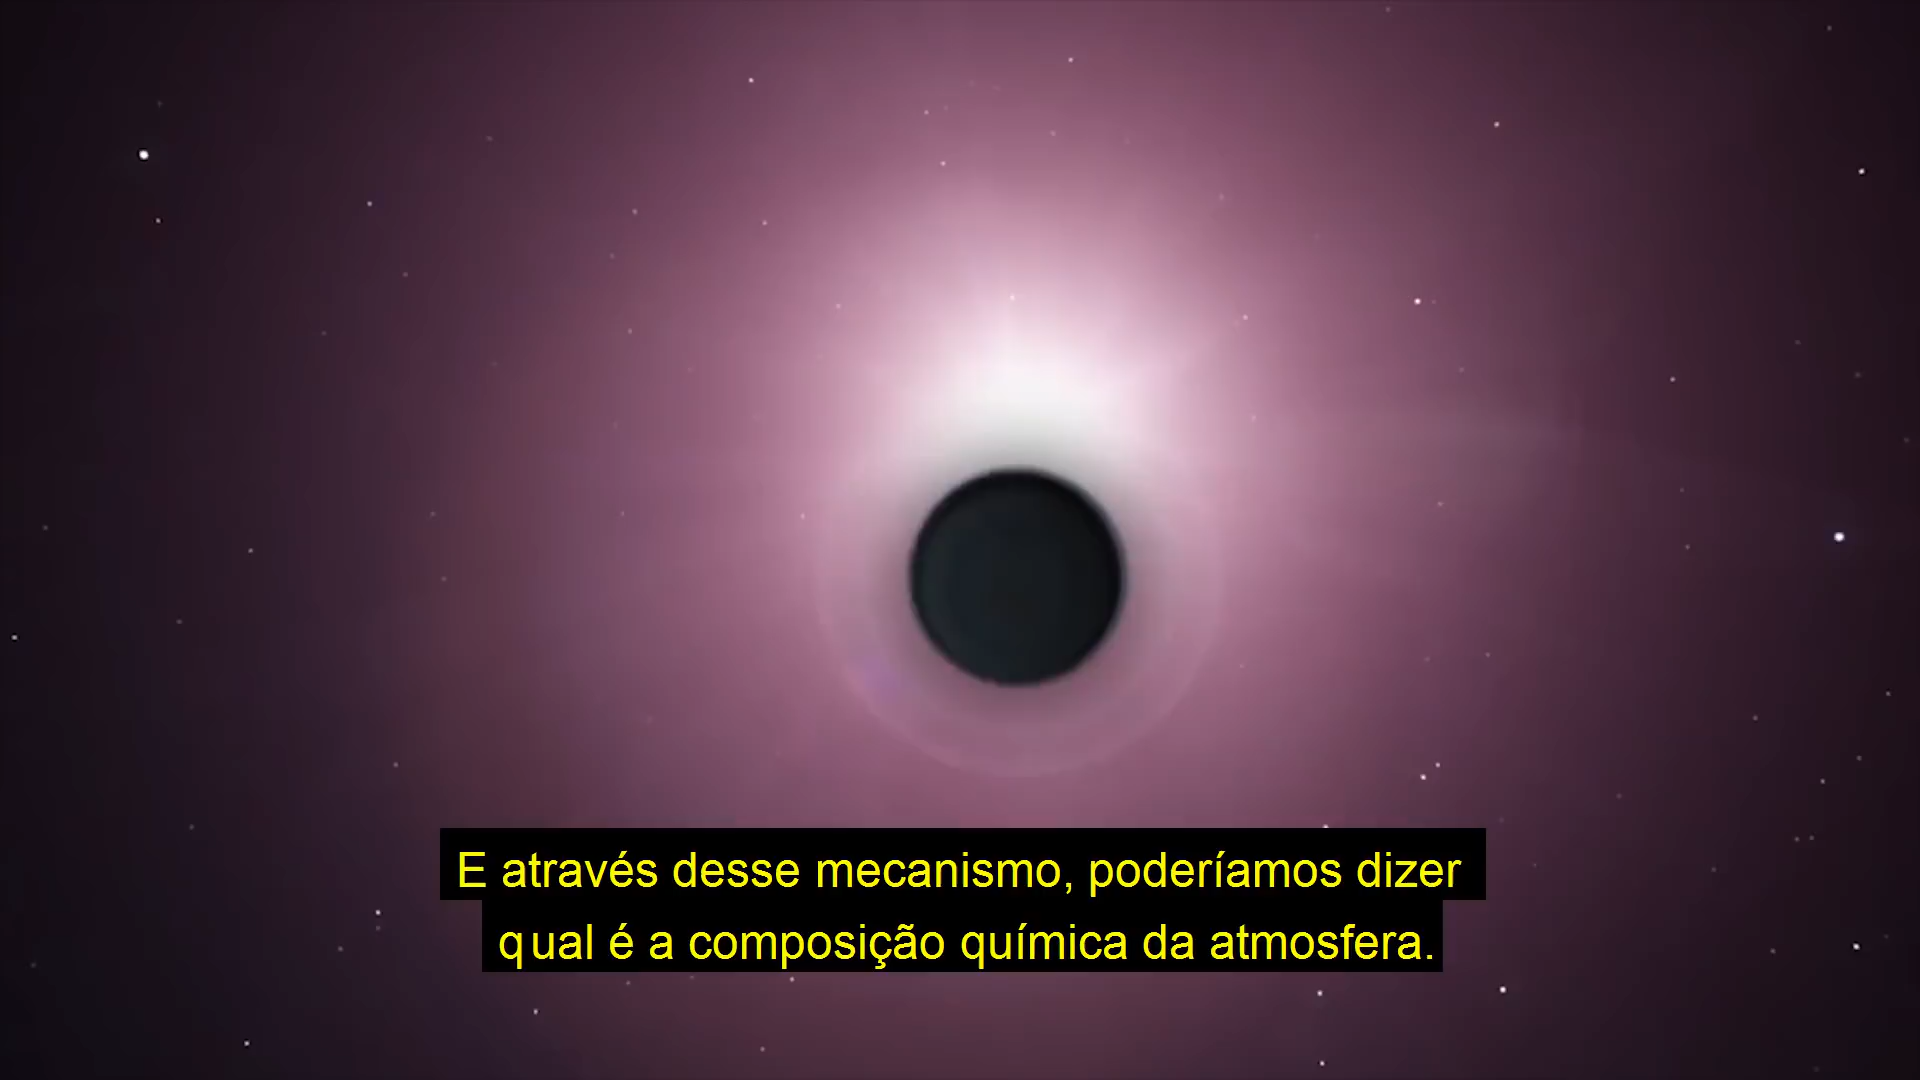 E através desse mecanismo, poderíamos dizer
qual é a composição química da atmosfera.